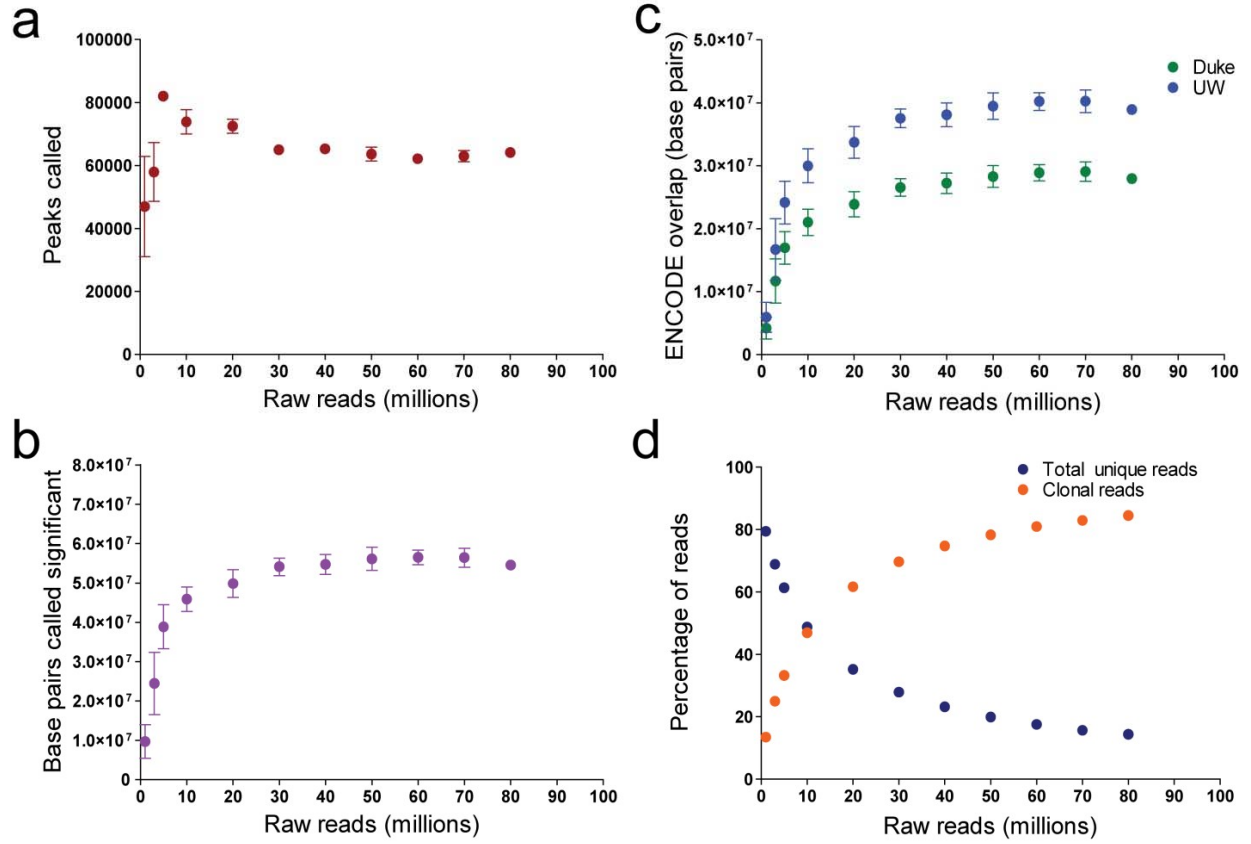 a
100000
80000
60000
40000
20000
0
Peaks called
0 10 20 30 40 50 60 70 80 90 100
Raw reads (millions)
c
5.0×10⁷
4.0×10⁷
3.0×10⁷
2.0×10⁷
1.0×10⁷
0
ENCODE overlap (base pairs)
Duke
UW
0 10 20 30 40 50 60 70 80 90 100
Raw reads (millions)
b
8.0×10⁷
7.0×10⁷
6.0×10⁷
5.0×10⁷
4.0×10⁷
3.0×10⁷
2.0×10⁷
1.0×10⁷
0
Base pairs called significant
0 10 20 30 40 50 60 70 80 90 100
Raw reads (millions)
d
100
80
60
40
20
0
Percentage of reads
Total unique reads
Clonal reads
0 10 20 30 40 50 60 70 80 90 100
Raw reads (millions)